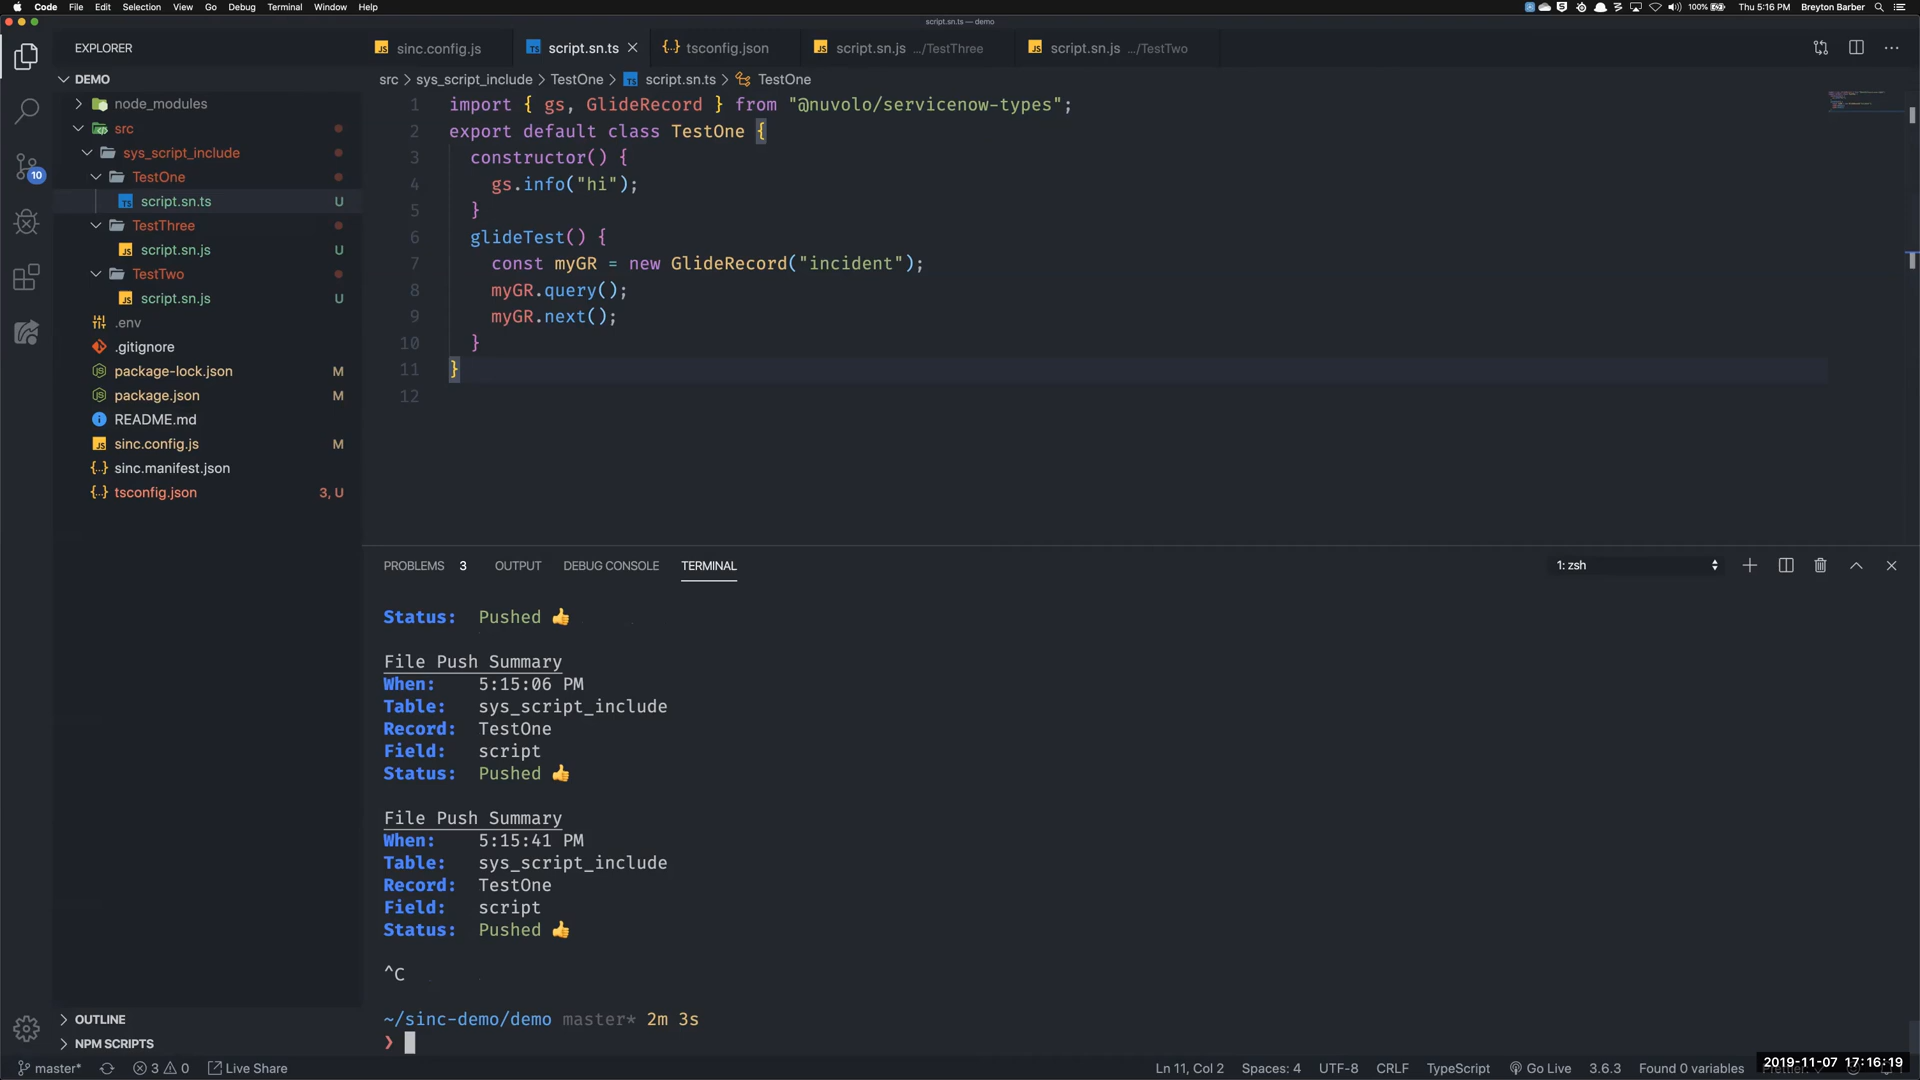 Code File Edit Selection View Go Debug Terminal Window Help 100% Thu 5:16 PM Breyton Barber
script.sn.ts — demo
EXPLORER
sinc.config.js script.sn.ts tsconfig.json script.sn.js .../TestThree script.sn.js .../TestTwo
DEMO
src > sys_script_include > TestOne > script.sn.ts > TestOne
node_modules
src
sys_script_include
TestOne
script.sn.ts U
TestThree
script.sn.js U
TestTwo
script.sn.js U
.env
.gitignore
package-lock.json M
package.json M
README.md
sinc.config.js M
sinc.manifest.json
tsconfig.json 3, U
10
1 import { gs, GlideRecord } from "@nuvolo/servicenow-types";
2 export default class TestOne {
3 constructor() {
4 gs.info("hi");
5 }
6 glideTest() {
7 const myGR = new GlideRecord("incident");
8 myGR.query();
9 myGR.next();
10 }
11 }
12
PROBLEMS 3 OUTPUT DEBUG CONSOLE TERMINAL 1: zsh
Status: Pushed 👍
File Push Summary
When: 5:15:06 PM
Table: sys_script_include
Record: TestOne
Field: script
Status: Pushed 👍
File Push Summary
When: 5:15:41 PM
Table: sys_script_include
Record: TestOne
Field: script
Status: Pushed 👍
^C
~/sinc-demo/demo master* 2m 3s
❯
OUTLINE
NPM SCRIPTS
master* 3 0 Live Share Ln 11, Col 2 Spaces: 4 UTF-8 CRLF TypeScript Go Live 3.6.3 Found 0 variables
2019-11-07 17:16:19